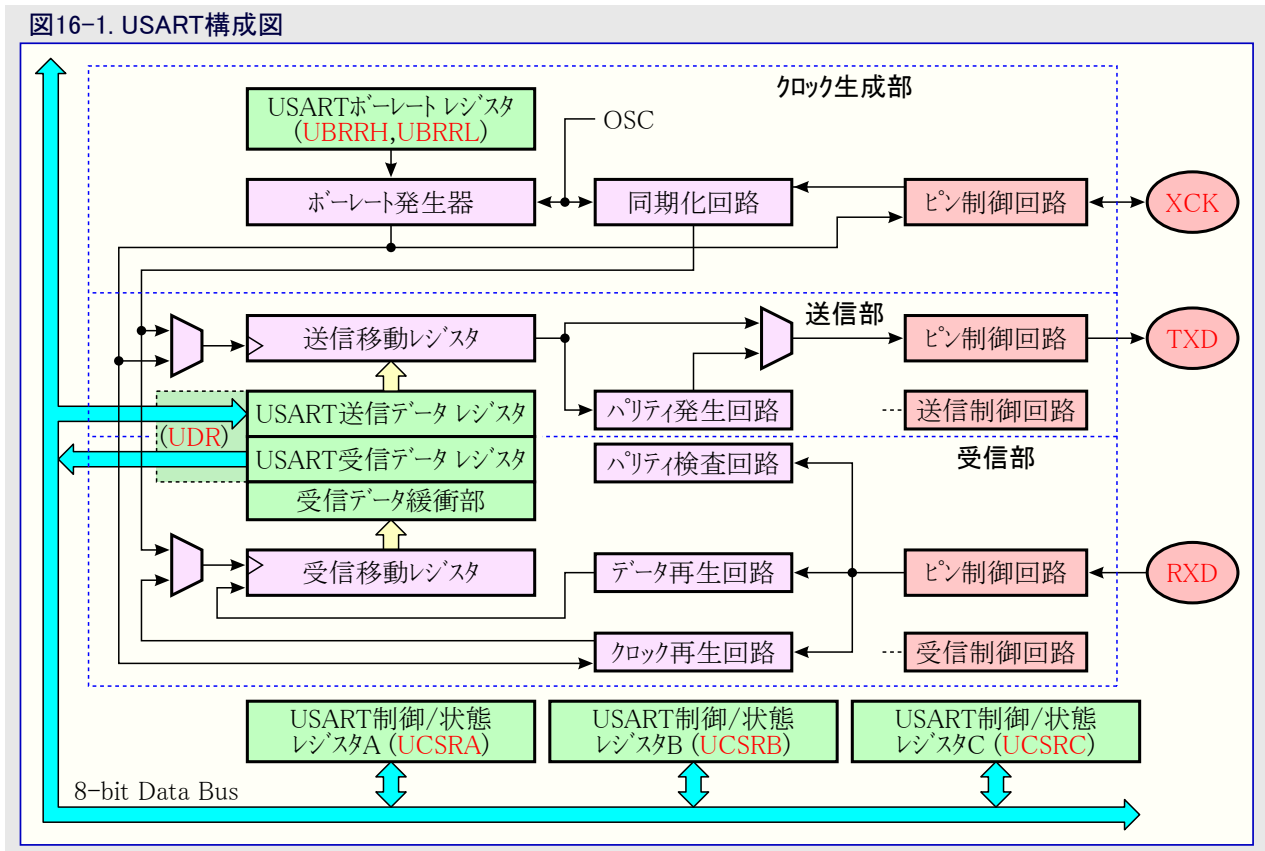 図16-1. USART構成図
クロック生成部
USARTボーレート レジスタ
(UBRRH,UBRRL)
OSC
ボーレート発生器
同期化回路
ピン制御回路
XCK
送信部
送信移動レジスタ
ピン制御回路
TXD
USART送信データ レジスタ
パリティ発生回路
送信制御回路
(UDR)
受信部
USART受信データ レジスタ
パリティ検査回路
受信データ緩衝部
受信移動レジスタ
データ再生回路
ピン制御回路
RXD
クロック再生回路
受信制御回路
USART制御/状態
レジスタA (UCSRA)
USART制御/状態
レジスタB (UCSRB)
USART制御/状態
レジスタC (UCSRC)
8-bit Data Bus